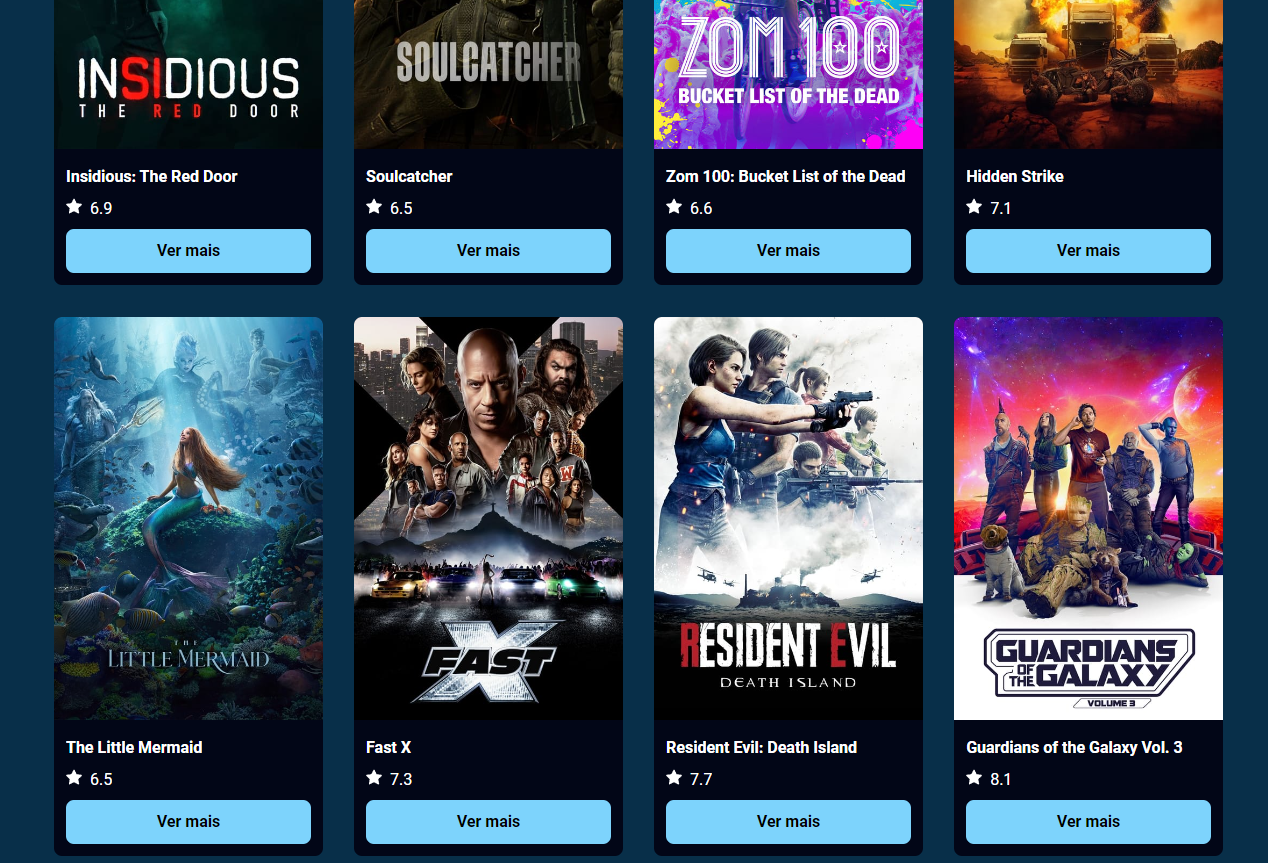 INSIDIOUS
THE RED DOOR
SOULCATCHER
ZOM 100
BUCKET LIST OF THE DEAD
Insidious: The Red Door
6.9
Ver mais
Soulcatcher
6.5
Ver mais
Zom 100: Bucket List of the Dead
6.6
Ver mais
Hidden Strike
7.1
Ver mais
THE
LITTLE MERMAID
W
FAST X
RESIDENT EVIL
DEATH ISLAND
GUARDIANS
OF THE GALAXY
VOLUME 3
The Little Mermaid
6.5
Ver mais
Fast X
7.3
Ver mais
Resident Evil: Death Island
7.7
Ver mais
Guardians of the Galaxy Vol. 3
8.1
Ver mais